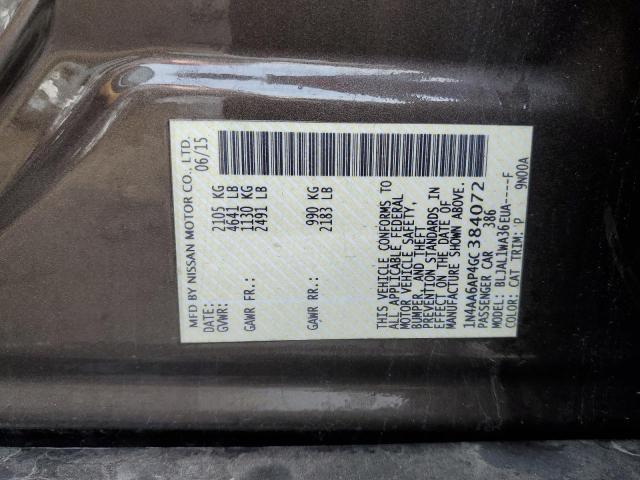 MFD BY NISSAN MOTOR CO., LTD.
DATE: 06/15
GVWR: 2105 KG
4641 LB
GAWR FR.: 1130 KG
2491 LB
GAWR RR.: 990 KG
2183 LB
THIS VEHICLE CONFORMS TO
ALL APPLICABLE FEDERAL
MOTOR VEHICLE SAFETY,
BUMPER, AND THEFT
PREVENTION STANDARDS IN
EFFECT ON THE DATE OF
MANUFACTURE SHOWN ABOVE.
1N4AA6AP4GC384072
PASSENGER CAR 386
MODEL: BLJAL1WA36EUA-----F
COLOR: CAT TRIM: P 9N00A